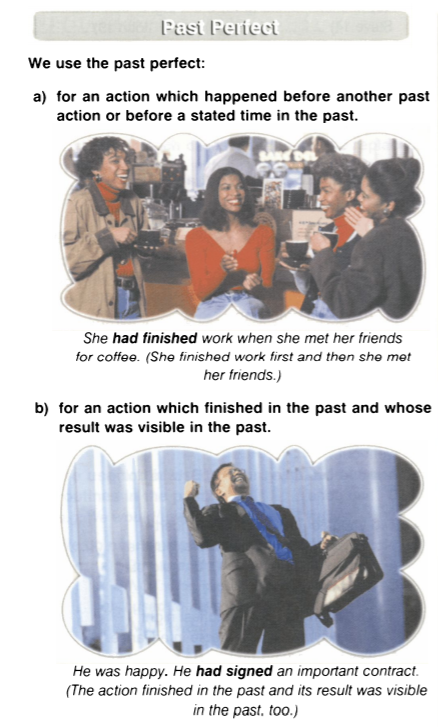 Past Perfect
We use the past perfect:
a) for an action which happened before another past
action or before a stated time in the past.
She had finished work when she met her friends
for coffee. (She finished work first and then she met
her friends.)
b) for an action which finished in the past and whose
result was visible in the past.
He was happy. He had signed an important contract.
(The action finished in the past and its result was visible
in the past, too.)